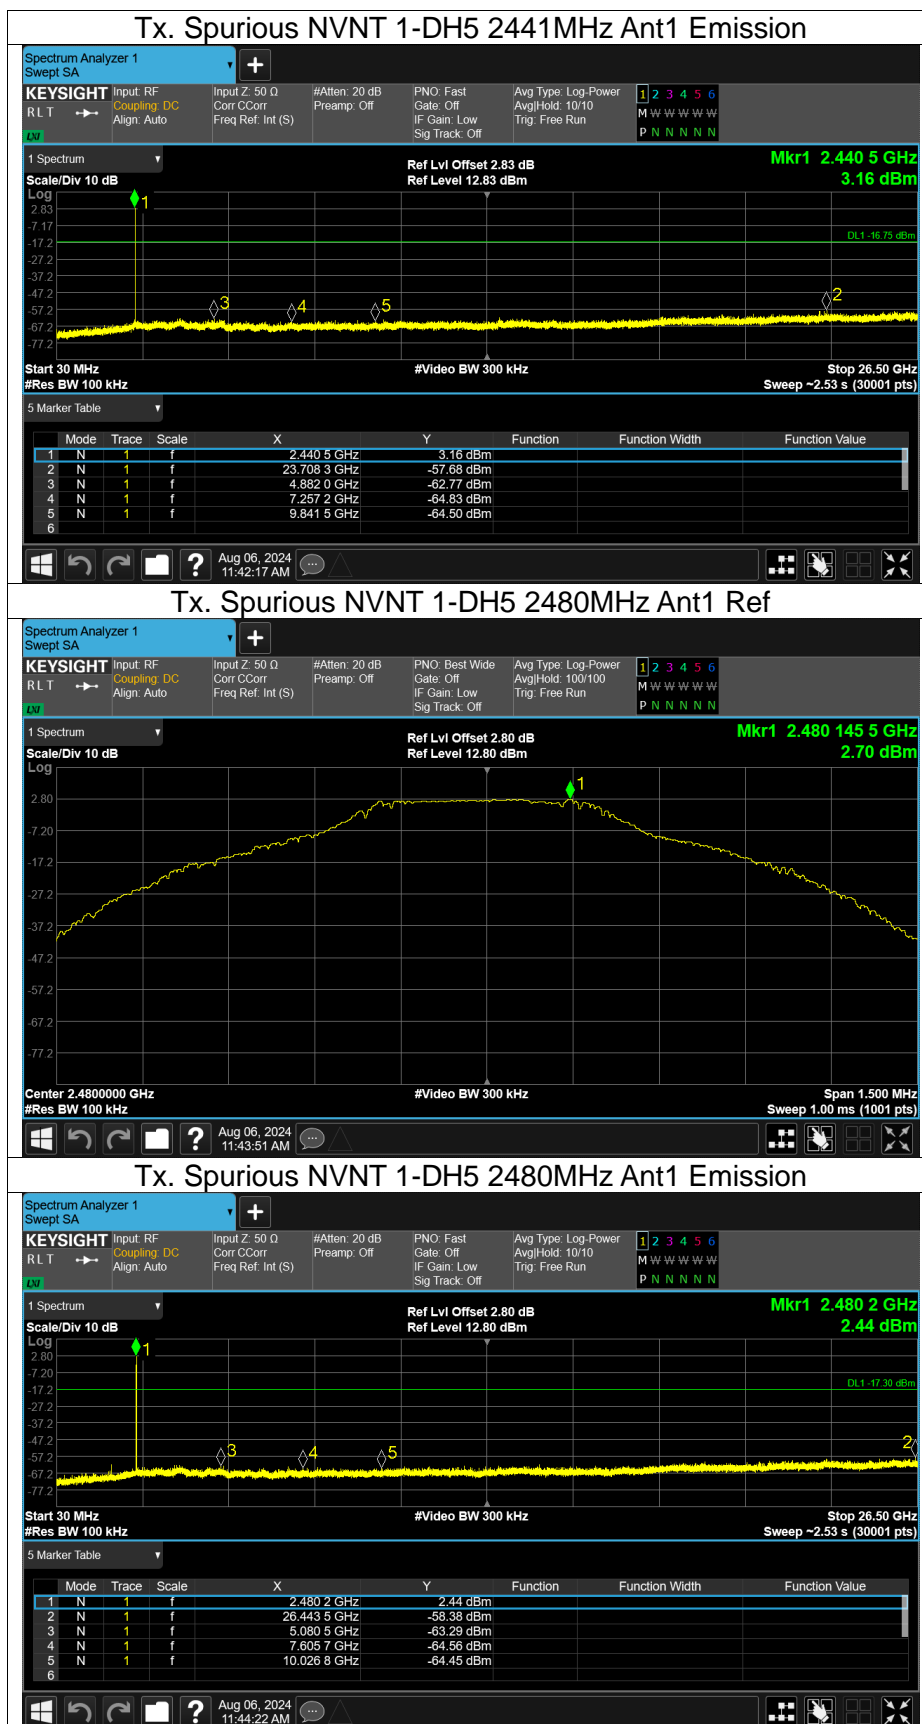 Tx. Spurious NVNT 1-DH5 2441MHz Ant1 Emission
Spectrum Analyzer 1
Swept SA
+
KEYSIGHT Input: RF Input Z: 50 Ω #Atten: 20 dB PNO: Fast Avg Type: Log-Power 1 2 3 4 5 6
RLT Coupling: DC Corr CCorr Preamp: Off Gate: Off Avg|Hold: 10/10 M W W W W W
Align: Auto Freq Ref: Int (S) IF Gain: Low Trig: Free Run
LXI Sig Track: Off P N N N N N
1 Spectrum Ref Lvl Offset 2.83 dB Mkr1 2.440 5 GHz
Scale/Div 10 dB Ref Level 12.83 dBm 3.16 dBm
Log
1
2.83
-7.17
DL1 -16.75 dBm
-17.2
-27.2
-37.2
-47.2
3 4 5 2
-57.2
-67.2
-77.2
Start 30 MHz #Video BW 300 kHz Stop 26.50 GHz
#Res BW 100 kHz Sweep ~2.53 s (30001 pts)
5 Marker Table
Mode Trace Scale X Y Function Function Width Function Value
1 N 1 f 2.440 5 GHz 3.16 dBm
2 N 1 f 23.708 3 GHz -57.68 dBm
3 N 1 f 4.882 0 GHz -62.77 dBm
4 N 1 f 7.257 2 GHz -64.83 dBm
5 N 1 f 9.841 5 GHz -64.50 dBm
6
? Aug 06, 2024
11:42:17 AM
Tx. Spurious NVNT 1-DH5 2480MHz Ant1 Ref
Spectrum Analyzer 1
Swept SA
+
KEYSIGHT Input: RF Input Z: 50 Ω #Atten: 20 dB PNO: Best Wide Avg Type: Log-Power 1 2 3 4 5 6
RLT Coupling: DC Corr CCorr Preamp: Off Gate: Off Avg|Hold: 100/100 M W W W W W
Align: Auto Freq Ref: Int (S) IF Gain: Low Trig: Free Run
LXI Sig Track: Off P N N N N N
1 Spectrum Ref Lvl Offset 2.80 dB Mkr1 2.480 145 5 GHz
Scale/Div 10 dB Ref Level 12.80 dBm 2.70 dBm
Log
1
2.80
-7.20
-17.2
-27.2
-37.2
-47.2
-57.2
-67.2
-77.2
Center 2.4800000 GHz #Video BW 300 kHz Span 1.500 MHz
#Res BW 100 kHz Sweep 1.00 ms (1001 pts)
? Aug 06, 2024
11:43:51 AM
Tx. Spurious NVNT 1-DH5 2480MHz Ant1 Emission
Spectrum Analyzer 1
Swept SA
+
KEYSIGHT Input: RF Input Z: 50 Ω #Atten: 20 dB PNO: Fast Avg Type: Log-Power 1 2 3 4 5 6
RLT Coupling: DC Corr CCorr Preamp: Off Gate: Off Avg|Hold: 10/10 M W W W W W
Align: Auto Freq Ref: Int (S) IF Gain: Low Trig: Free Run
LXI Sig Track: Off P N N N N N
1 Spectrum Ref Lvl Offset 2.80 dB Mkr1 2.480 2 GHz
Scale/Div 10 dB Ref Level 12.80 dBm 2.44 dBm
Log
1
2.80
-7.20
DL1 -17.30 dBm
-17.2
-27.2
-37.2
-47.2
3 4 5 2
-57.2
-67.2
-77.2
Start 30 MHz #Video BW 300 kHz Stop 26.50 GHz
#Res BW 100 kHz Sweep ~2.53 s (30001 pts)
5 Marker Table
Mode Trace Scale X Y Function Function Width Function Value
1 N 1 f 2.480 2 GHz 2.44 dBm
2 N 1 f 26.443 5 GHz -58.38 dBm
3 N 1 f 5.080 5 GHz -63.29 dBm
4 N 1 f 7.605 7 GHz -64.56 dBm
5 N 1 f 10.026 8 GHz -64.45 dBm
6
? Aug 06, 2024
11:44:22 AM